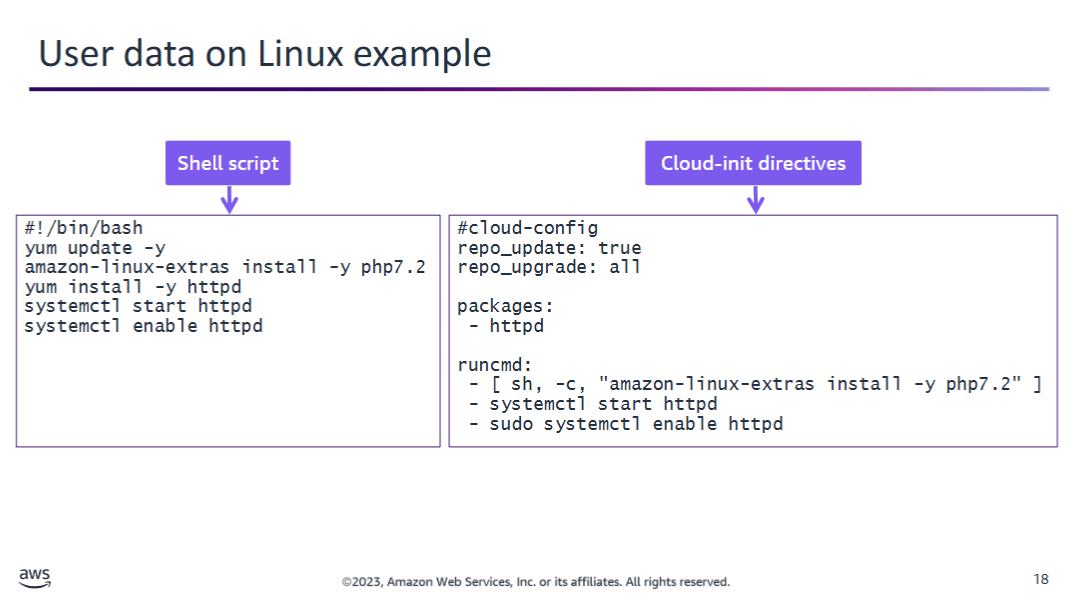 User data on Linux example
Shell script
#!/bin/bash
yum update -y
amazon-linux-extras install -y php7.2
yum install -y httpd
systemctl start httpd
systemctl enable httpd
Cloud-init directives
#cloud-config
repo_update: true
repo_upgrade: all
packages:
- httpd
runcmd:
- [ sh, -c, "amazon-linux-extras install -y php7.2" ]
- systemctl start httpd
- sudo systemctl enable httpd
aws
©2023, Amazon Web Services, Inc. or its affiliates. All rights reserved.
18